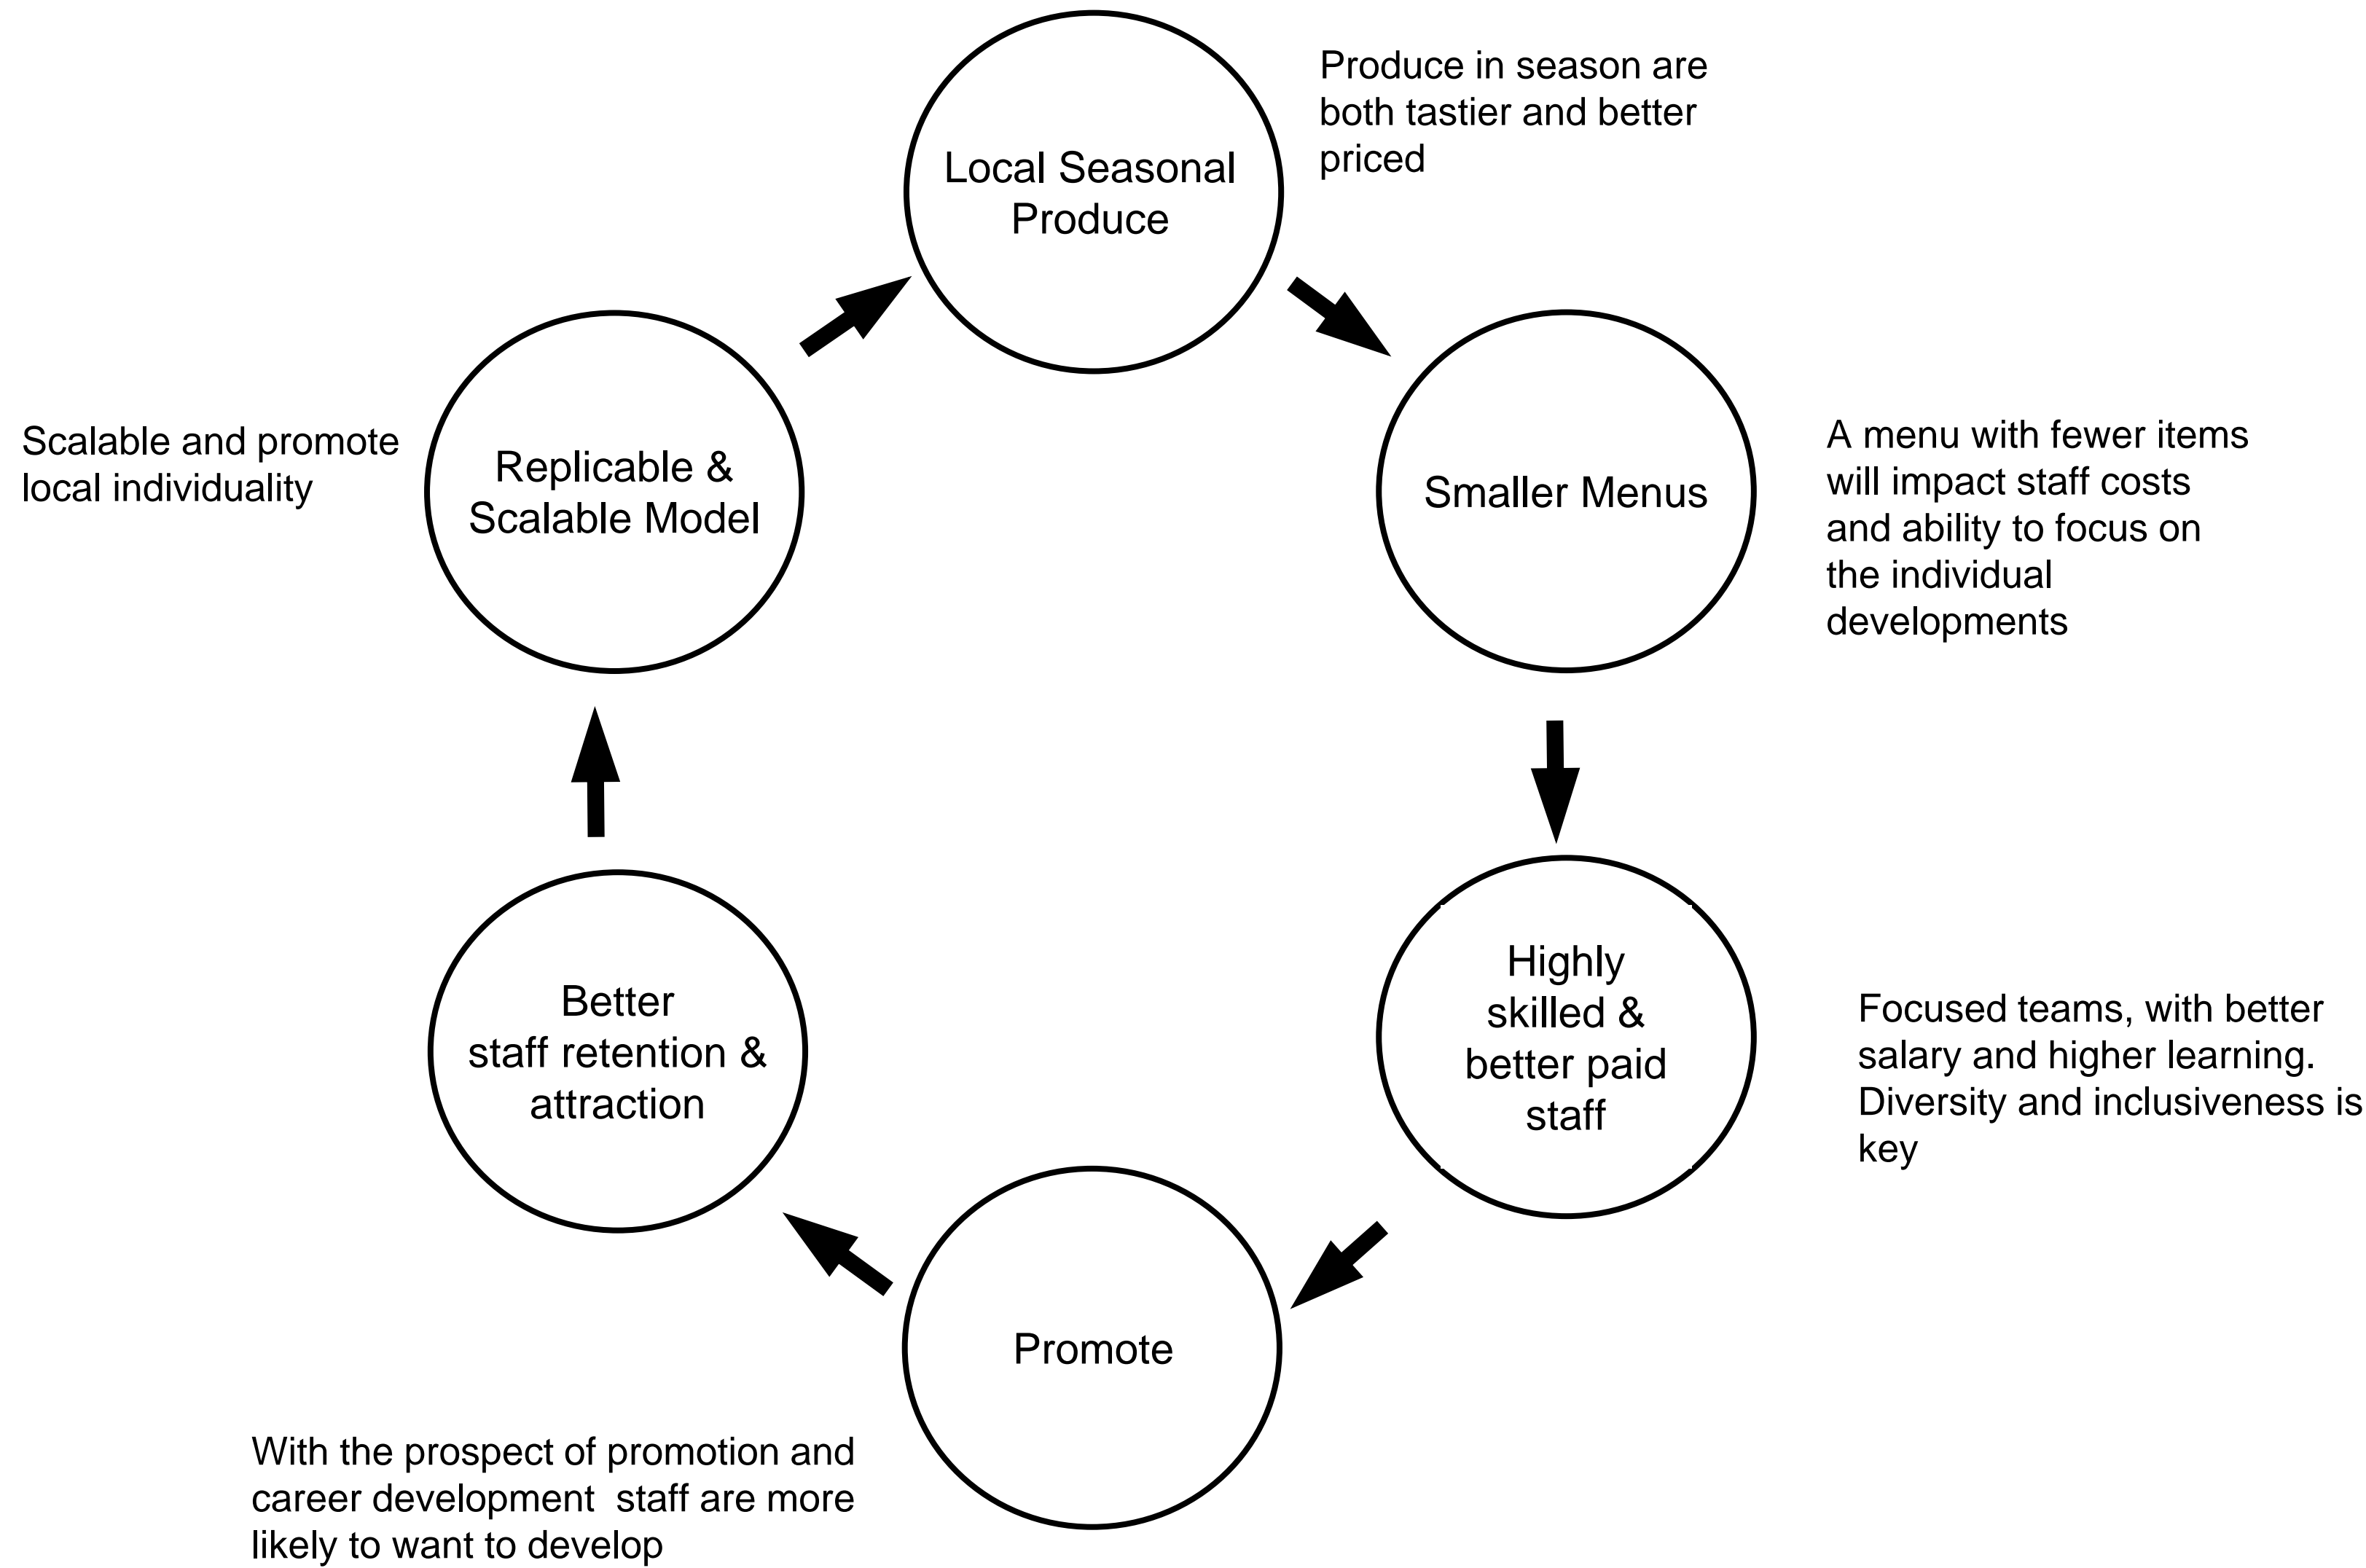 Local Seasonal
Produce
Produce in season are
both tastier and better
priced
Smaller Menus
A menu with fewer items
will impact staff costs
and ability to focus on
the individual
developments
Highly
skilled &
better paid
staff
Focused teams, with better
salary and higher learning.
Diversity and inclusiveness is
key
Promote
With the prospect of promotion and
career development  staff are more
likely to want to develop
Better
staff retention &
attraction
Replicable &
Scalable Model
Scalable and promote
local individuality